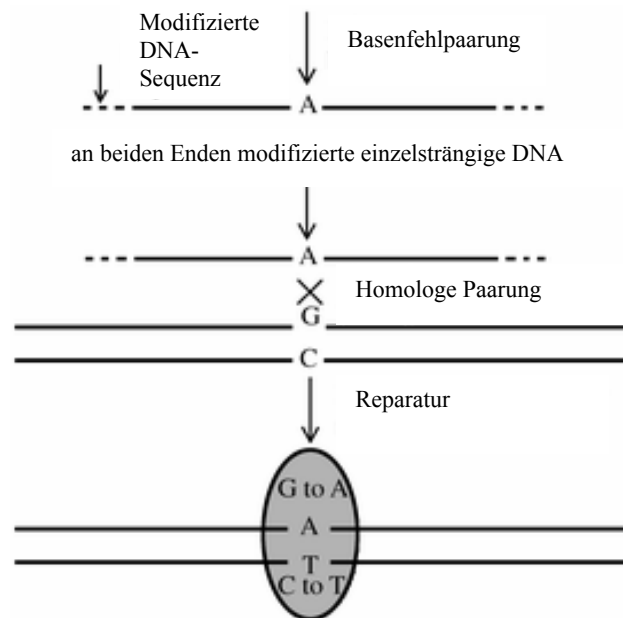 Modifizierte
DNA-
Sequenz
Basenfehlpaarung
A
an beiden Enden modifizierte einzelsträngige DNA
A
Homologe Paarung
G
C
Reparatur
G to A
A
T
C to T